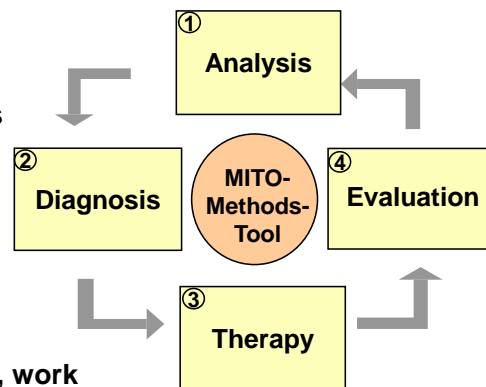 ①
Analysis
s
②
Diagnosis
MITO-
Methods-
Tool
④
Evaluation
③
Therapy
, work